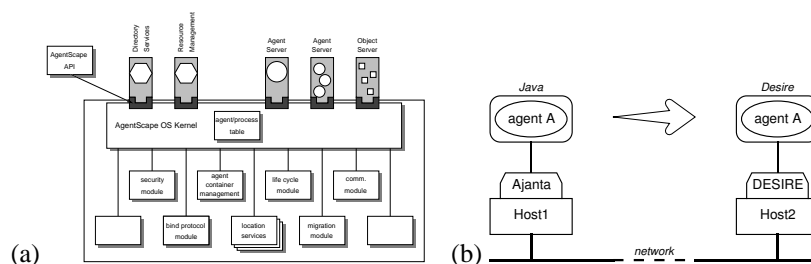 Directory
Services
Resource
Management
Agent
Server
Agent
Server
Object
Server
AgentScape
API
AgentScape OS Kernel
agent/process
table
security
module
agent
container
management
life cycle
module
comm.
module
bind protocol
module
location
services
migration
module
(a)
Java
Desire
agent A
agent A
Ajanta
DESIRE
Host1
Host2
network
(b)